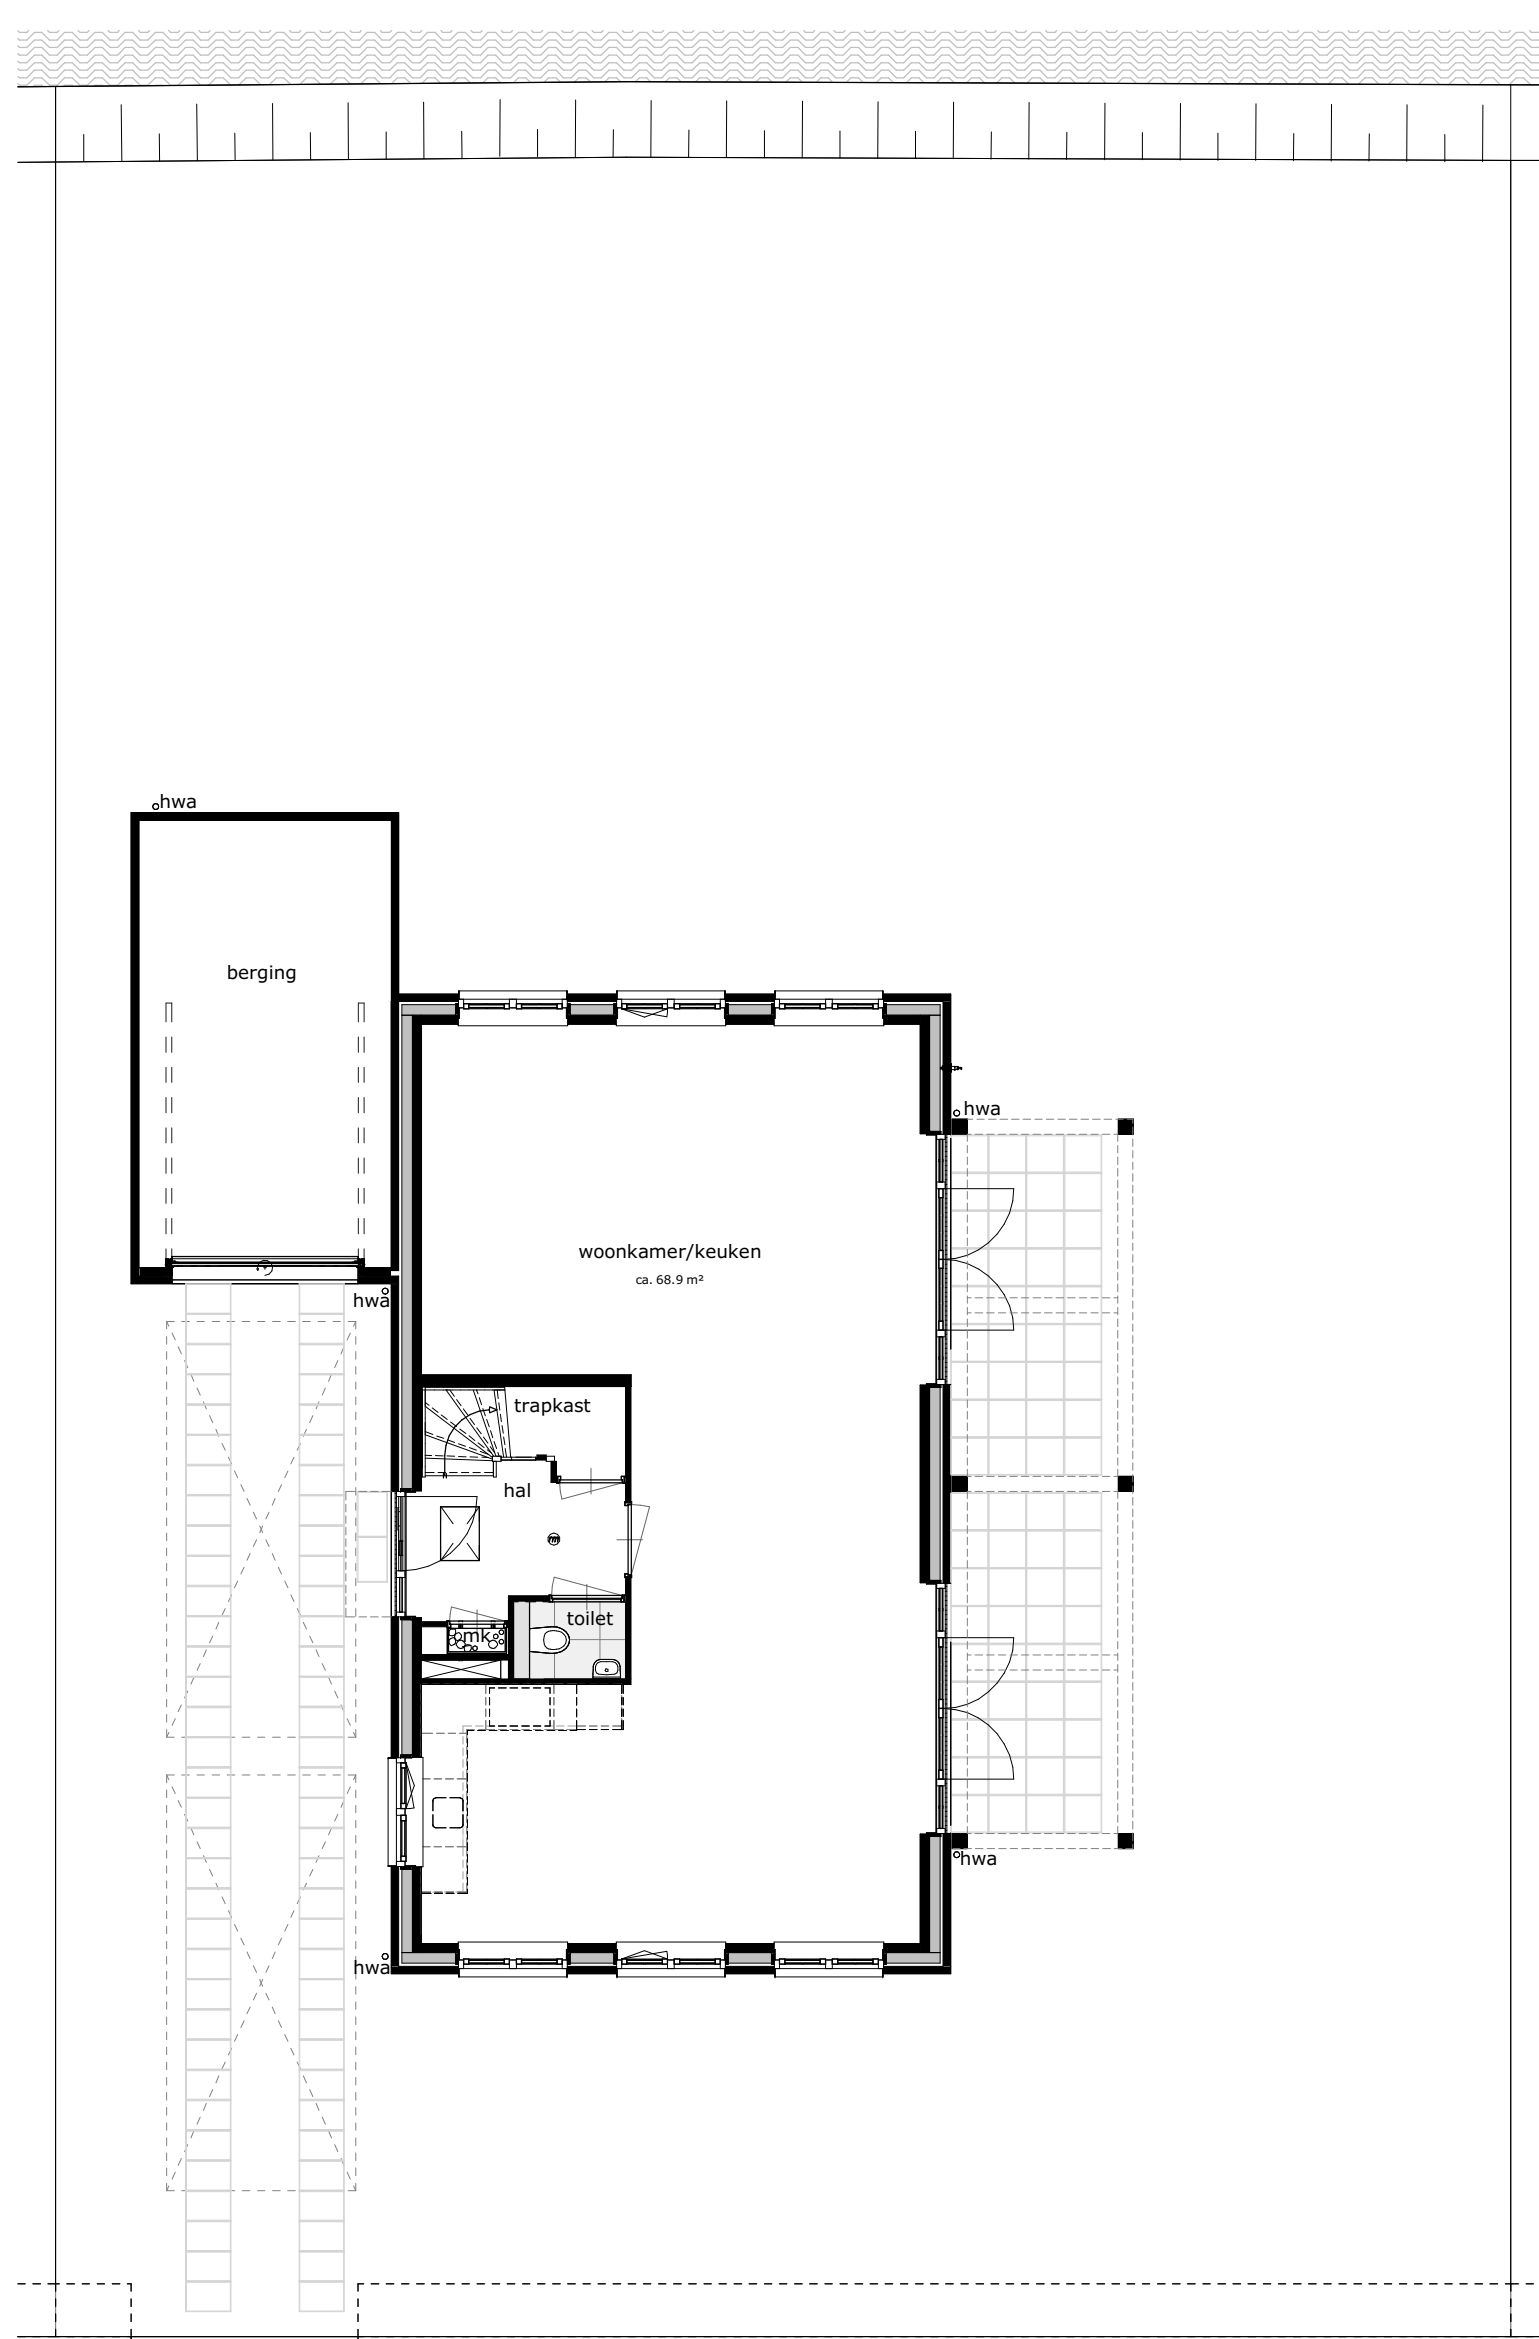 hwa
berging
hwa
woonkamer/keuken
ca. 68.9 m²
hwa
trapkast
hal
toilet
mk
hwa
hwa